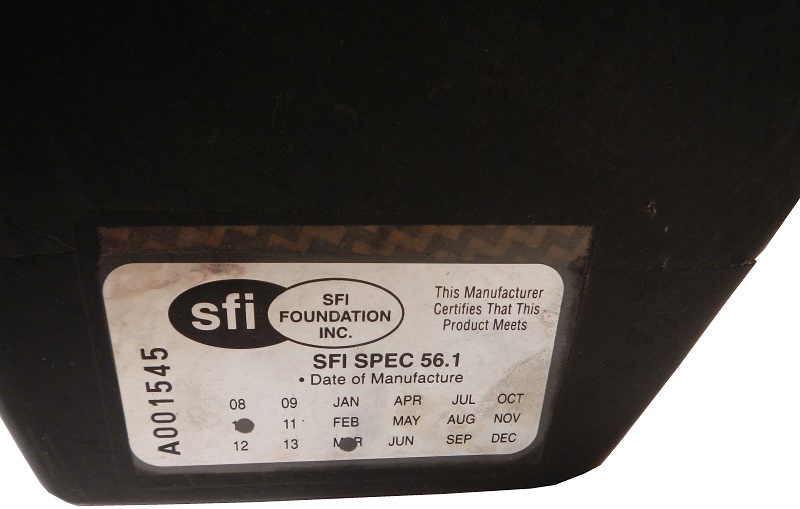 sfi
SFI
FOUNDATION
INC.
This Manufacturer
Certifies That This
Product Meets
SFI SPEC 56.1
• Date of Manufacture
A001545
08 09 JAN APR JUL OCT
11 FEB MAY AUG NOV
12 13 JUN SEP DEC